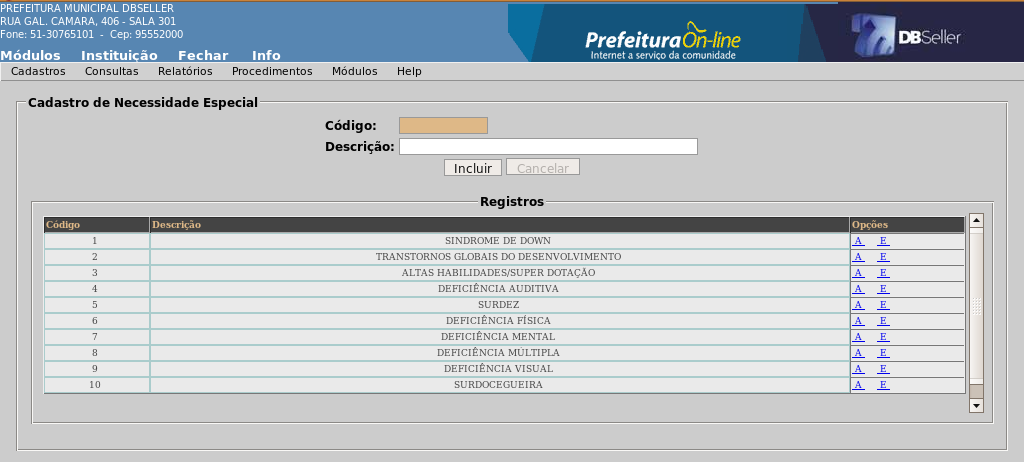 PREFEITURA MUNICIPAL DBSELLER
RUA GAL. CAMARA, 406 - SALA 301
Fone: 51-30765101 - Cep: 95552000
Módulos Instituição Fechar Info
Prefeitura On-line
Internet a serviço da comunidade
DBSeller
Cadastros Consultas Relatórios Procedimentos Módulos Help
Cadastro de Necessidade Especial
Código:
Descrição:
Incluir Cancelar
Registros
Código Descrição Opções
1 SINDROME DE DOWN A E
2 TRANSTORNOS GLOBAIS DO DESENVOLVIMENTO A E
3 ALTAS HABILIDADES/SUPER DOTAÇÃO A E
4 DEFICIÊNCIA AUDITIVA A E
5 SURDEZ A E
6 DEFICIÊNCIA FÍSICA A E
7 DEFICIÊNCIA MENTAL A E
8 DEFICIÊNCIA MÚLTIPLA A E
9 DEFICIÊNCIA VISUAL A E
10 SURDOCEGUEIRA A E